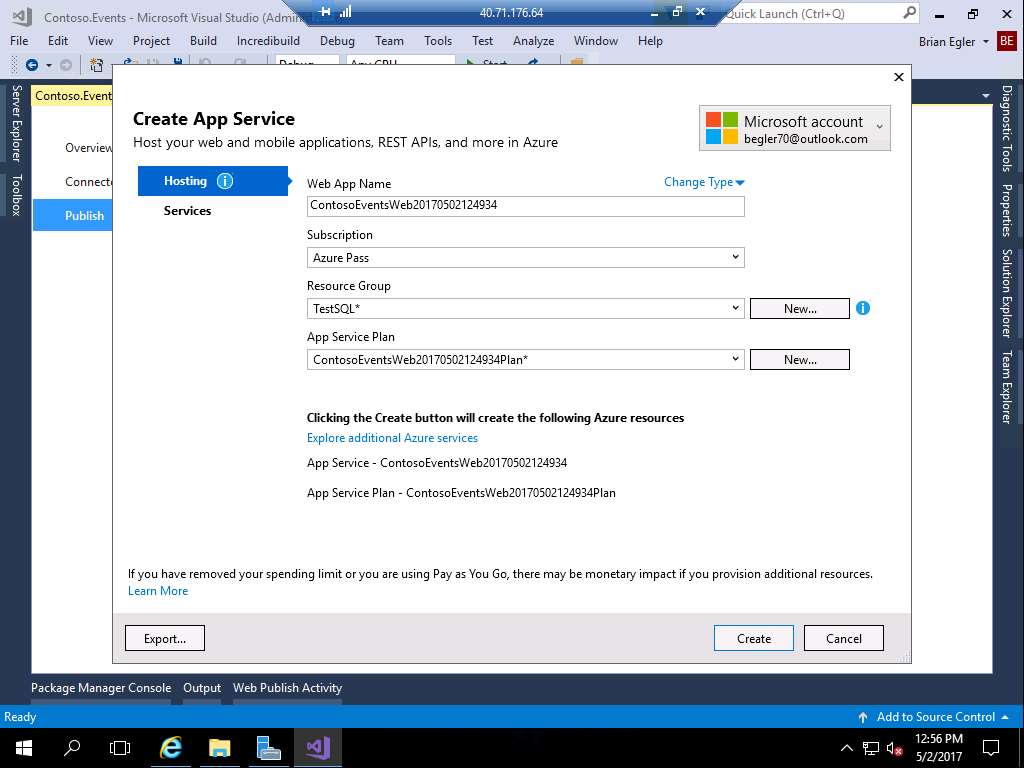 Contoso.Events - Microsoft Visual Studio (Admin
40.71.176.64
Quick Launch (Ctrl+Q)
File Edit View Project Build Incredibuild Debug Team Tools Test Analyze Window Help
Brian Egler
BE
Debug Any CPU Start
Server Explorer
Toolbox
Contoso.Event
Overview
Connecte
Publish
Create App Service
Host your web and mobile applications, REST APIs, and more in Azure
Microsoft account
begler70@outlook.com
Hosting
Services
Web App Name
Change Type
ContosoEventsWeb20170502124934
Subscription
Azure Pass
Resource Group
TestSQL*
New...
App Service Plan
ContosoEventsWeb20170502124934Plan*
New...
Clicking the Create button will create the following Azure resources
Explore additional Azure services
App Service - ContosoEventsWeb20170502124934
App Service Plan - ContosoEventsWeb20170502124934Plan
If you have removed your spending limit or you are using Pay as You Go, there may be monetary impact if you provision additional resources.
Learn More
Export...
Create
Cancel
Diagnostic Tools
Properties
Solution Explorer
Team Explorer
Package Manager Console Output Web Publish Activity
Ready
Add to Source Control
12:56 PM
5/2/2017